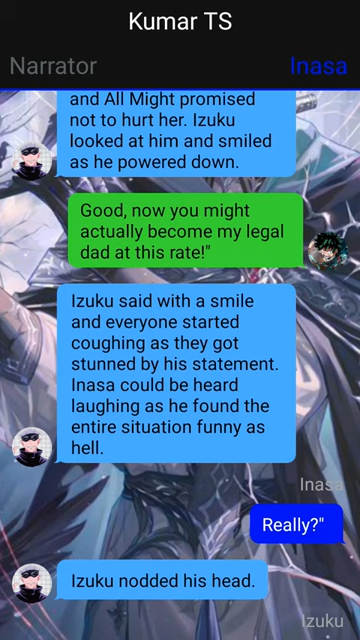 Kumar TS
Narrator
Inasa
and All Might promised
not to hurt her. Izuku
looked at him and smiled
as he powered down.
Good, now you might
actually become my legal
dad at this rate!"
Izuku said with a smile
and everyone started
coughing as they got
stunned by his statement.
Inasa could be heard
laughing as he found the
entire situation funny as
hell.
Inasa
Really?"
Izuku nodded his head.
Izuku